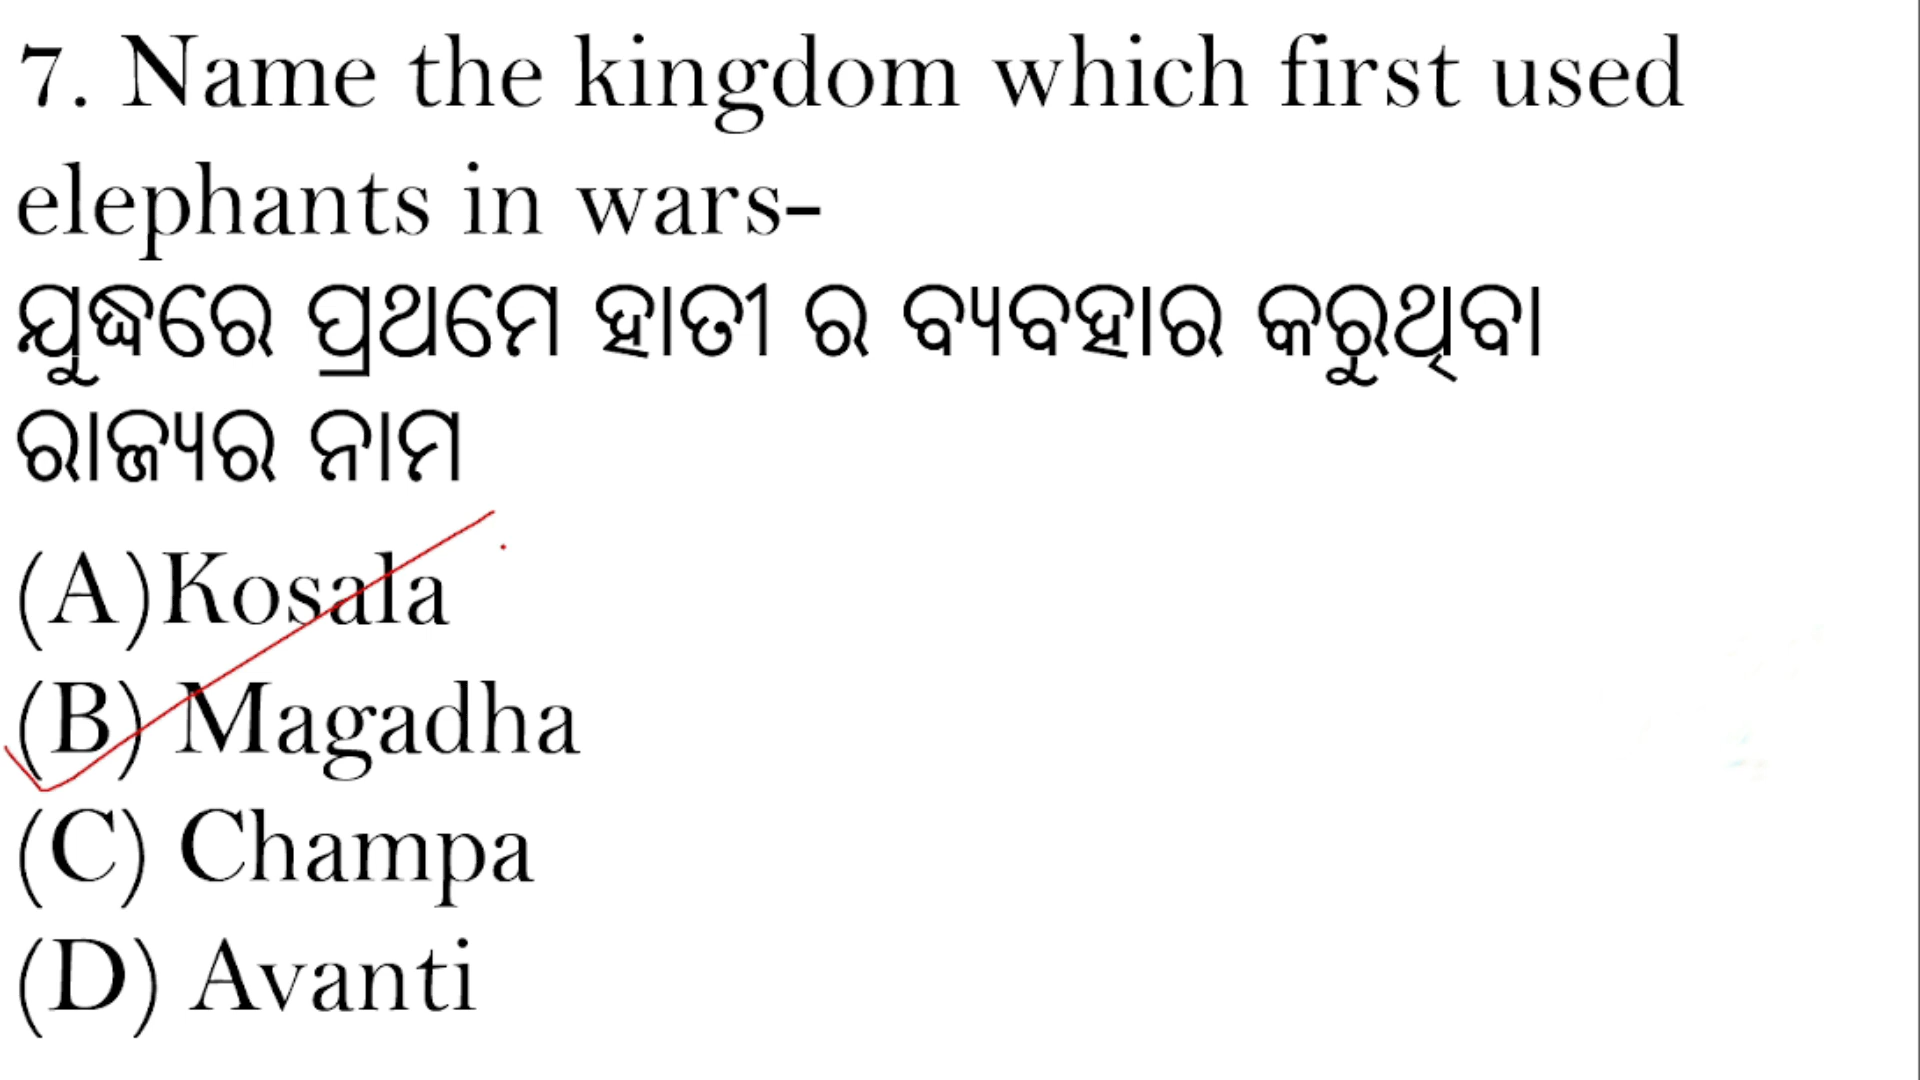 7. Name the kingdom which first used
elephants in wars-
ଯୁଦ୍ଧରେ ପ୍ରଥମେ ହାତୀ ର ବ୍ୟବହାର କରୁଥିବା
ରାଜ୍ୟର ନାମ
(A)Kosala
(B) Magadha
(C) Champa
(D) Avanti